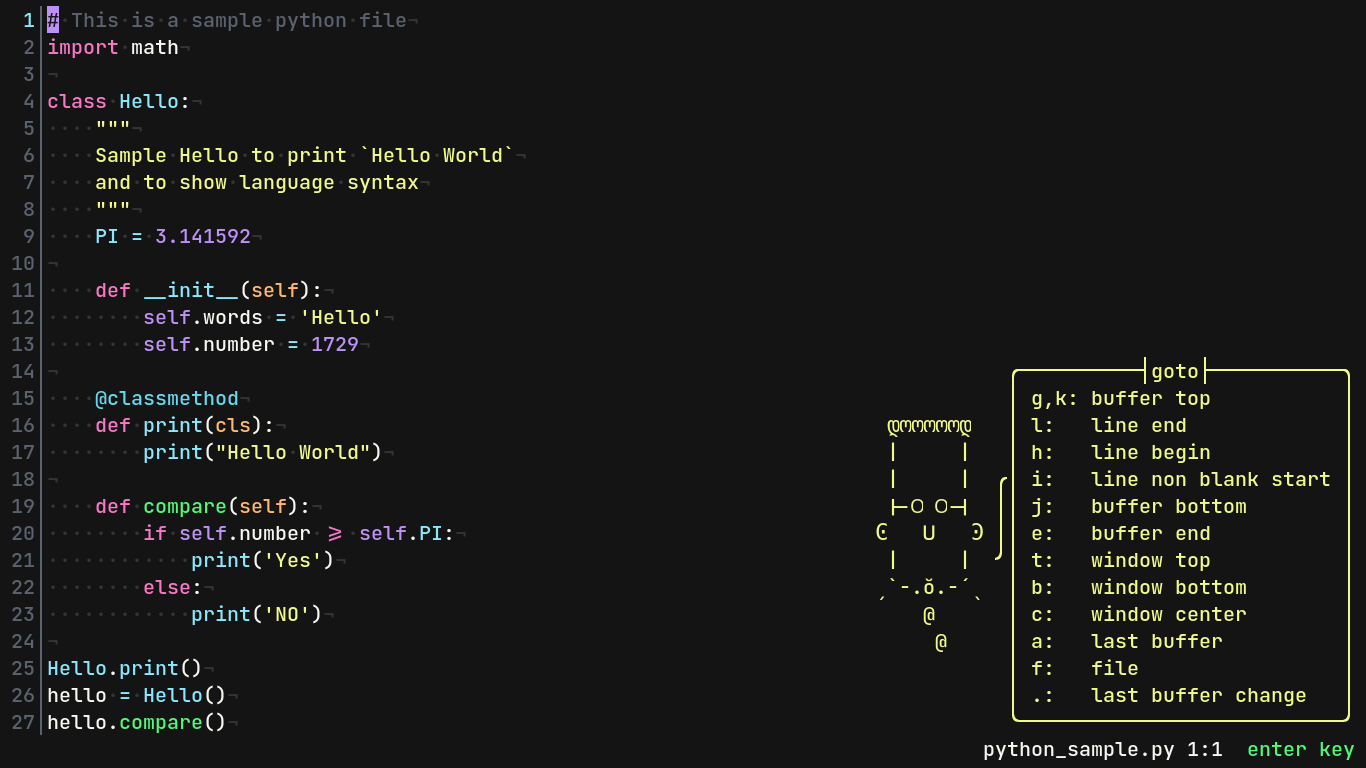 1 # This is a sample python file¬
2 import math¬
3 ¬
4 class Hello:¬
5 ····"""¬
6 ····Sample Hello to print `Hello World`¬
7 ····and to show language syntax¬
8 ····"""¬
9 ····PI = 3.141592¬
10 ¬
11 ····def __init__(self):¬
12 ········self.words = 'Hello'¬
13 ········self.number = 1729¬
14 ¬
15 ····@classmethod¬
16 ····def print(cls):¬
17 ········print("Hello World")¬
18 ¬
19 ····def compare(self):¬
20 ········if self.number >= self.PI:¬
21 ············print('Yes')¬
22 ········else:¬
23 ············print('NO')¬
24 ¬
25 Hello.print()¬
26 hello = Hello()¬
27 hello.compare()¬
goto
g,k: buffer top
l: line end
h: line begin
i: line non blank start
j: buffer bottom
e: buffer end
t: window top
b: window bottom
c: window center
a: last buffer
f: file
.: last buffer change
python_sample.py 1:1 enter key